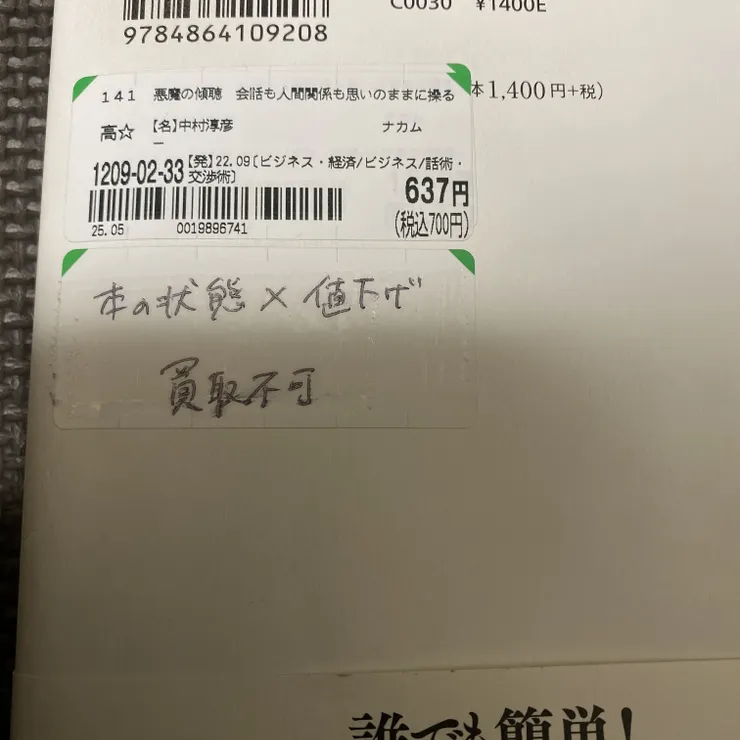 C0030 ¥1400E
9784864109208
本1,400円+税)
141 悪魔の傾聴 会話も人間関係も思いのままに操る
高☆ 【名】中村淳彦 ナカム
ー
1209-02-33 【発】22.09〔ビジネス・経済/ビジネス/話術・
交渉術〕
637円
(税込700円)
25.05 0019896741
本の状態×値下げ
買取不可
誰でも簡単!